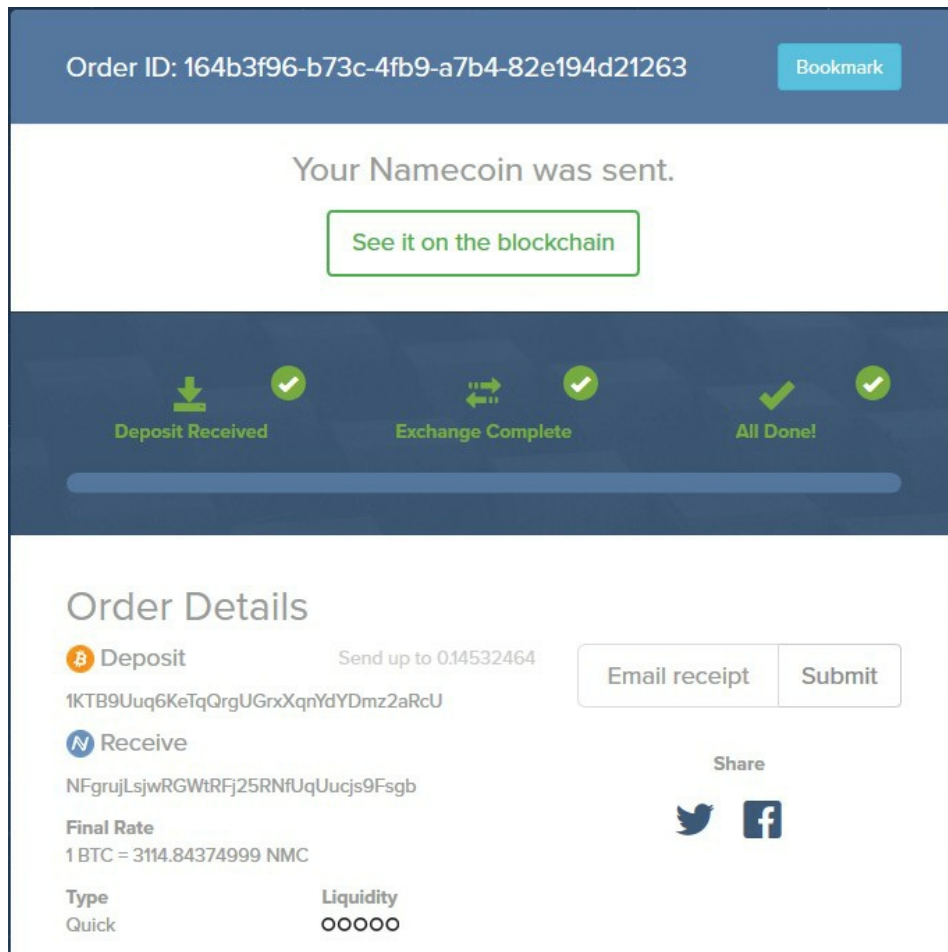 Order ID: 164b3f96-b73c-4fb9-a7b4-82e194d21263
Bookmark
Your Namecoin was sent.
See it on the blockchain
Deposit Received
Exchange Complete
All Done!
Order Details
Deposit
Send up to 0.14532464
1KTB9Uuq6KeTqQrgUGrxXqnYdYDmz2aRcU
Receive
NFgrujLsjwRGWtRFj25RNfUqUucjs9Fsgb
Final Rate
1 BTC = 3114.84374999 NMC
Type
Liquidity
Quick
Email receipt
Submit
Share